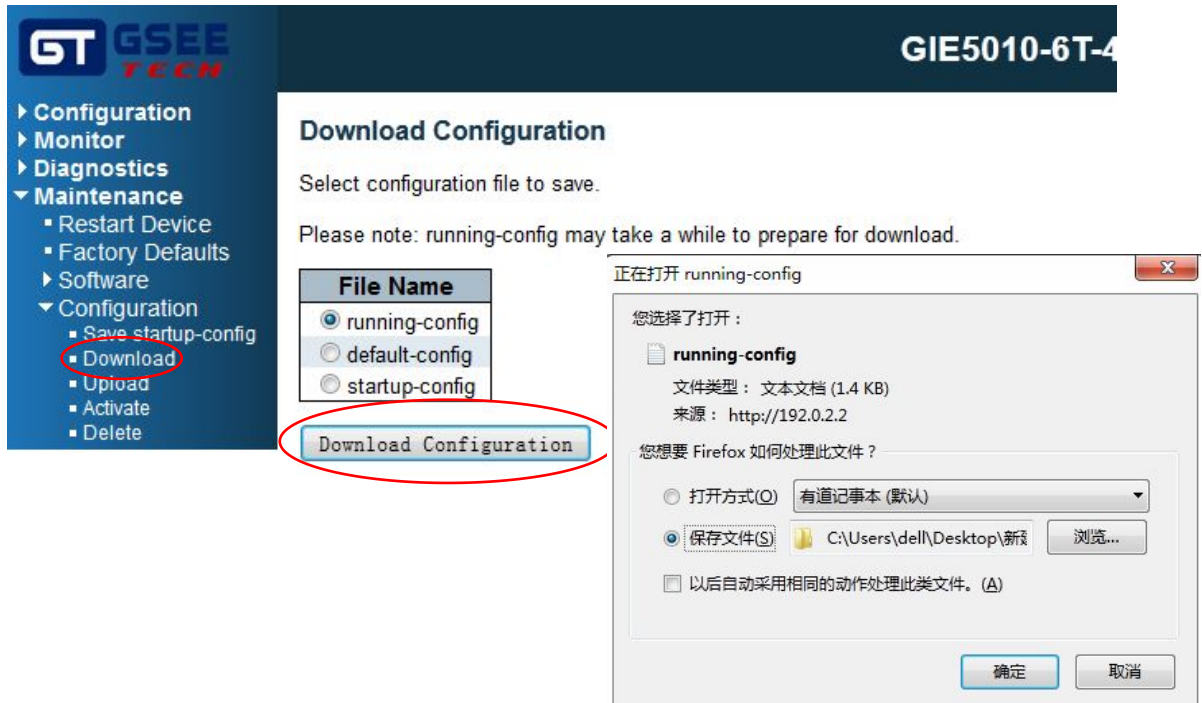 GT GSEE
TECH
GIE5010-6T-4
Configuration
Monitor
Diagnostics
Maintenance
Restart Device
Factory Defaults
Software
Configuration
Save startup-config
Download
Upload
Activate
Delete
Download Configuration
Select configuration file to save.
Please note: running-config may take a while to prepare for download.
File Name
running-config
default-config
startup-config
Download Configuration
正在打开 running-config
x
您选择了打开：
running-config
文件类型： 文本文档 (1.4 KB)
来源： http://192.0.2.2
您想要 Firefox 如何处理此文件？
打开方式(O) 有道记事本 (默认)
保存文件(S) C:\Users\dell\Desktop\新 浏览...
以后自动采用相同的动作处理此类文件。(A)
确定 取消